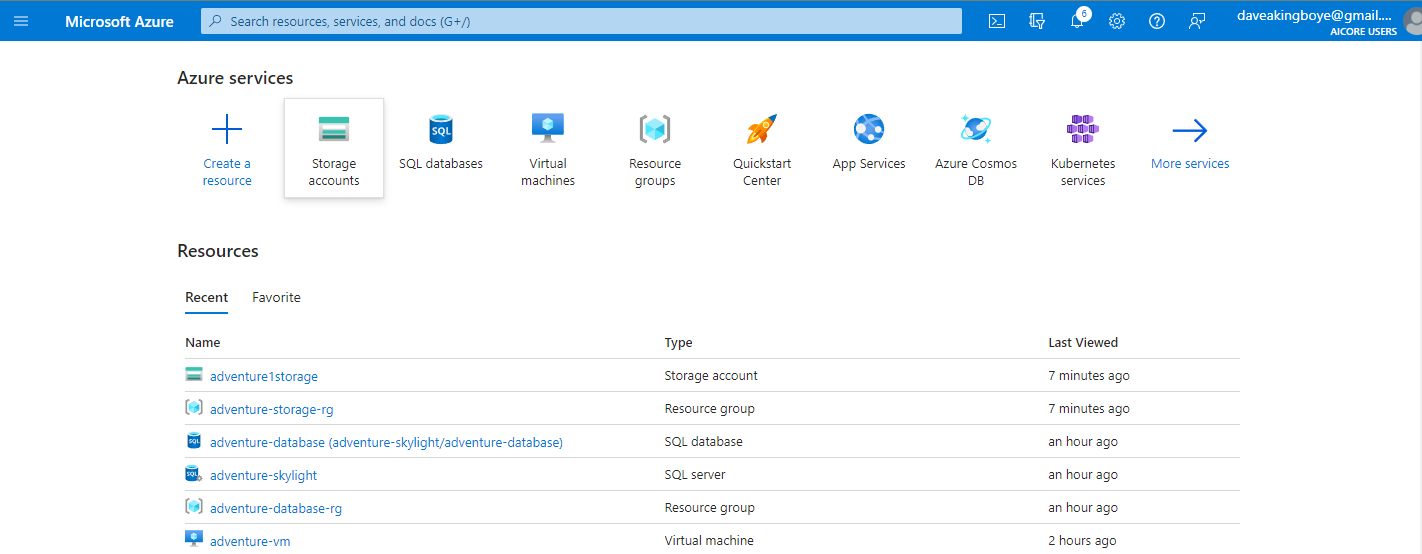 Microsoft Azure
Search resources, services, and docs (G+/)
6
daveakingboye@gmail....
AICORE USERS
Azure services
Create a resource
Storage accounts
SQL
SQL databases
Virtual machines
Resource groups
Quickstart Center
App Services
Azure Cosmos DB
Kubernetes services
More services
Resources
Recent Favorite
Name Type Last Viewed
adventure1storage Storage account 7 minutes ago
adventure-storage-rg Resource group 7 minutes ago
SQL adventure-database (adventure-skylight/adventure-database) SQL database an hour ago
SQL adventure-skylight SQL server an hour ago
adventure-database-rg Resource group an hour ago
adventure-vm Virtual machine 2 hours ago